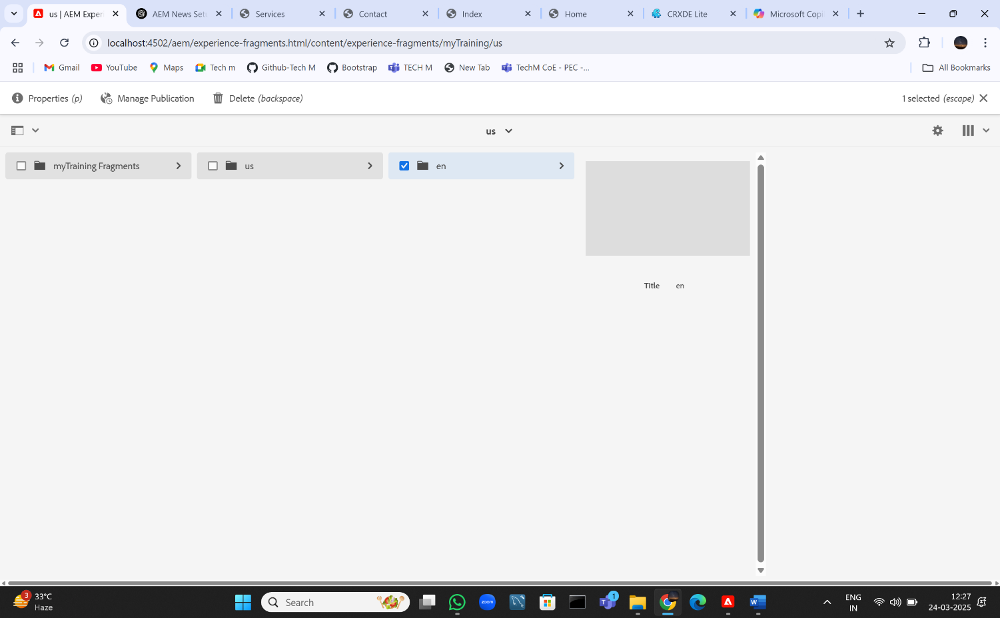 us | AEM Exper
AEM News Set
Services
Contact
Index
Home
CRXDE Lite
Microsoft Copi
localhost:4502/aem/experience-fragments.html/content/experience-fragments/myTraining/us
Gmail
YouTube
Maps
Tech m
Github-Tech M
Bootstrap
TECH M
New Tab
TechM CoE - PEC -...
All Bookmarks
Properties (p)
Manage Publication
Delete (backspace)
1 selected (escape)
us
myTraining Fragments
us
en
Title en
3
33°C
Haze
Search
zoom
1
ENG
IN
12:27
24-03-2025